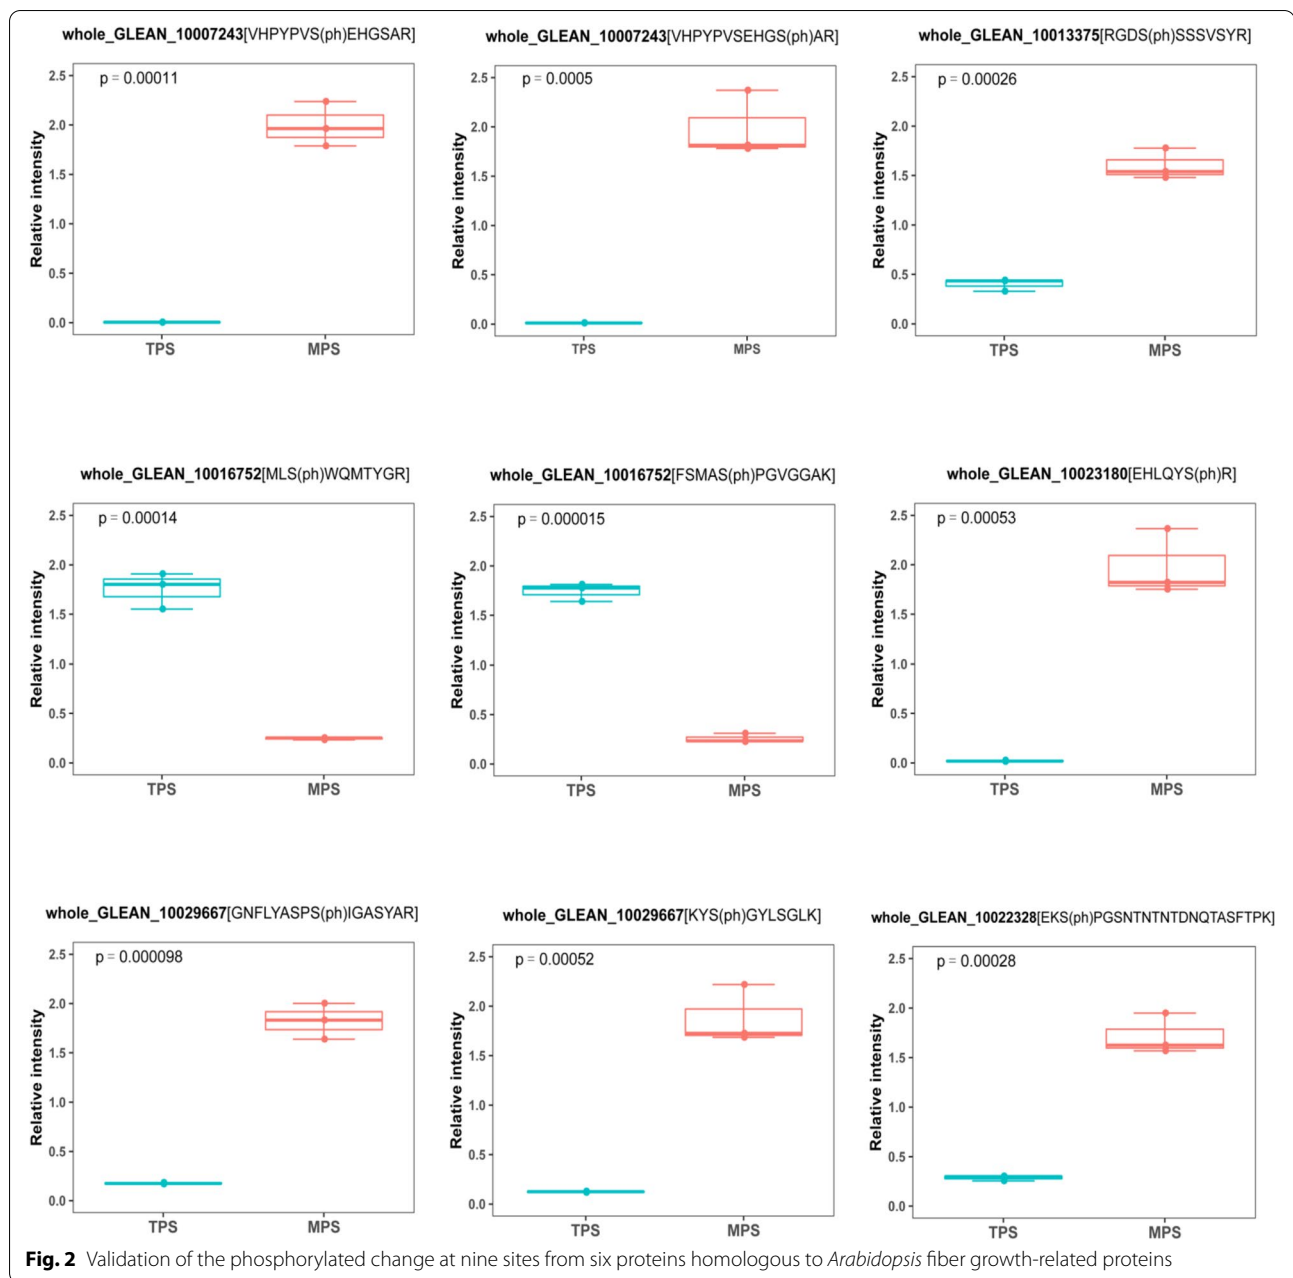 whole_GLEAN_10007243[VHPYPVS(ph)EHGSAR]
p = 0.00011
Relative intensity
2.5
2.0
1.5
1.0
0.5
0.0
TPS MPS
whole_GLEAN_10007243[VHPYPVSEHGS(ph)AR]
p = 0.0005
Relative intensity
2.5
2.0
1.5
1.0
0.5
0.0
TPS MPS
whole_GLEAN_10013375[RGDS(ph)SSSVSYR]
p = 0.00026
Relative intensity
2.5
2.0
1.5
1.0
0.5
0.0
TPS MPS
whole_GLEAN_10016752[MLS(ph)WQMTYGR]
p = 0.00014
Relative intensity
2.5
2.0
1.5
1.0
0.5
0.0
TPS MPS
whole_GLEAN_10016752[FSMAS(ph)PGVGGAK]
p = 0.000015
Relative intensity
2.5
2.0
1.5
1.0
0.5
0.0
TPS MPS
whole_GLEAN_10023180[EHLQYS(ph)R]
p = 0.00053
Relative intensity
2.5
2.0
1.5
1.0
0.5
0.0
TPS MPS
whole_GLEAN_10029667[GNFLYASPS(ph)IGASYAR]
p = 0.000098
Relative intensity
2.5
2.0
1.5
1.0
0.5
0.0
TPS MPS
whole_GLEAN_10029667[KYS(ph)GYLSGLK]
p = 0.00052
Relative intensity
2.5
2.0
1.5
1.0
0.5
0.0
TPS MPS
whole_GLEAN_10022328[EKS(ph)PGSNTNTNTDNQTASFTPK]
p = 0.00028
Relative intensity
2.5
2.0
1.5
1.0
0.5
0.0
TPS MPS
Fig. 2 Validation of the phosphorylated change at nine sites from six proteins homologous to Arabidopsis fiber growth-related proteins